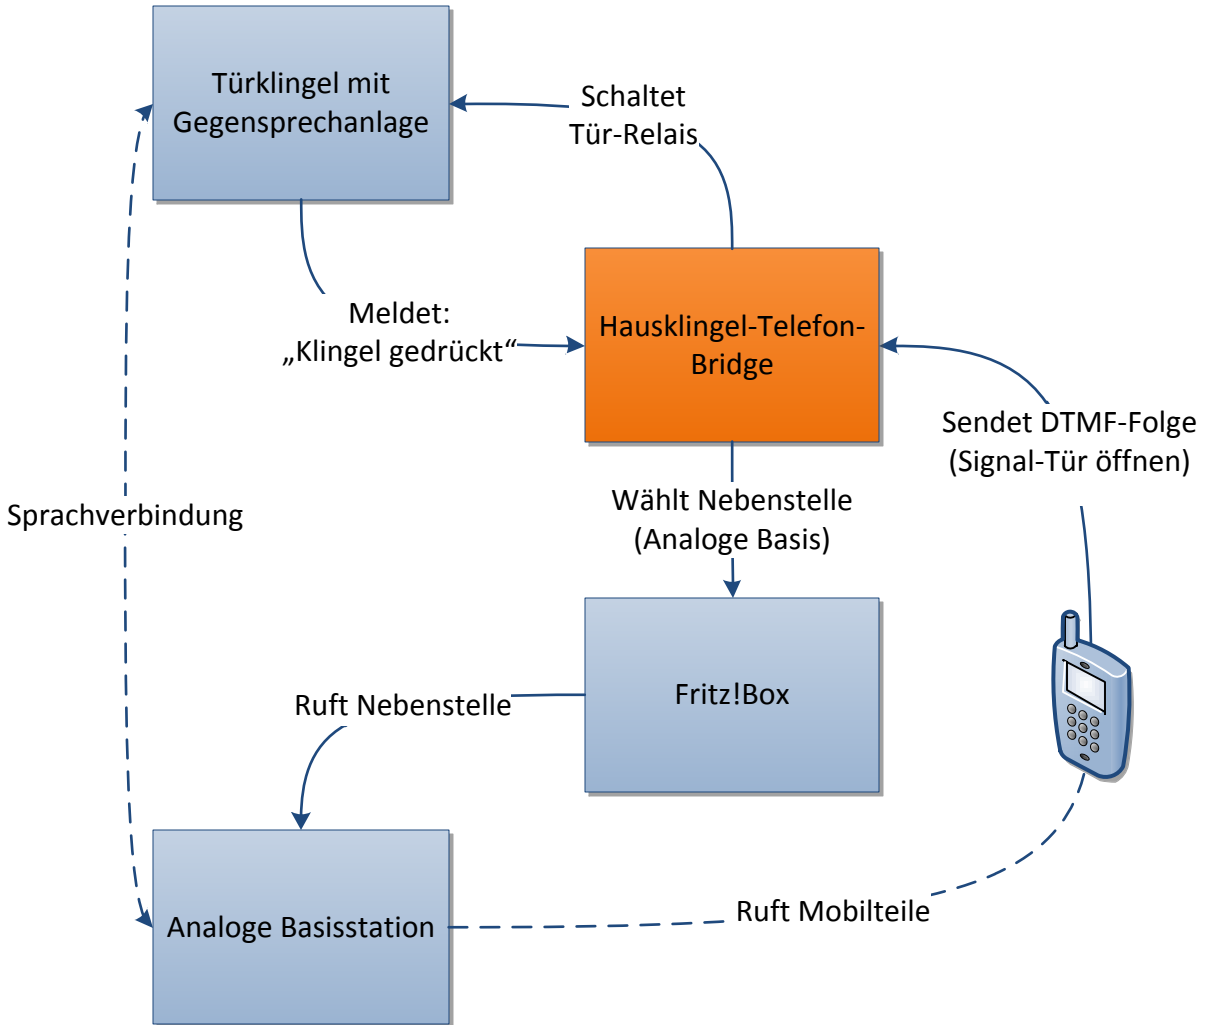 Türklingel mit
Gegensprechanlage
Schaltet
Tür-Relais
Meldet:
„Klingel gedrückt“
Hausklingel-Telefon-
Bridge
Sendet DTMF-Folge
(Signal-Tür öffnen)
Wählt Nebenstelle
(Analoge Basis)
Sprachverbindung
Fritz!Box
Ruft Nebenstelle
Analoge Basisstation
Ruft Mobilteile